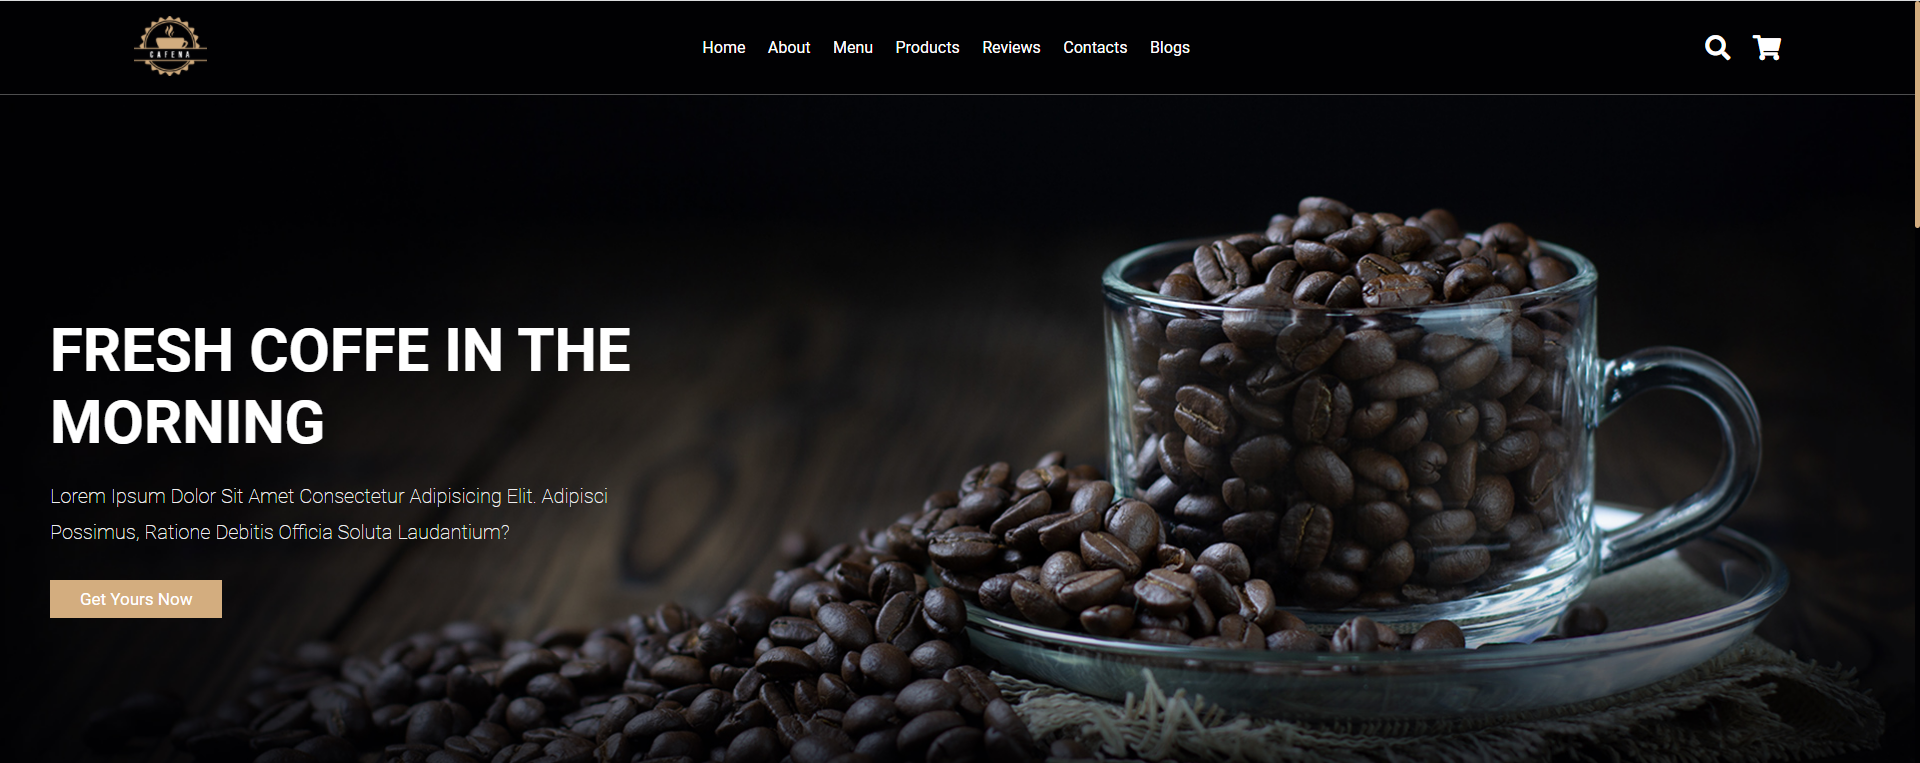 CAFENA
Home About Menu Products Reviews Contacts Blogs
FRESH COFFE IN THE
MORNING
Lorem Ipsum Dolor Sit Amet Consectetur Adipisicing Elit. Adipisci
Possimus, Ratione Debitis Officia Soluta Laudantium?
Get Yours Now